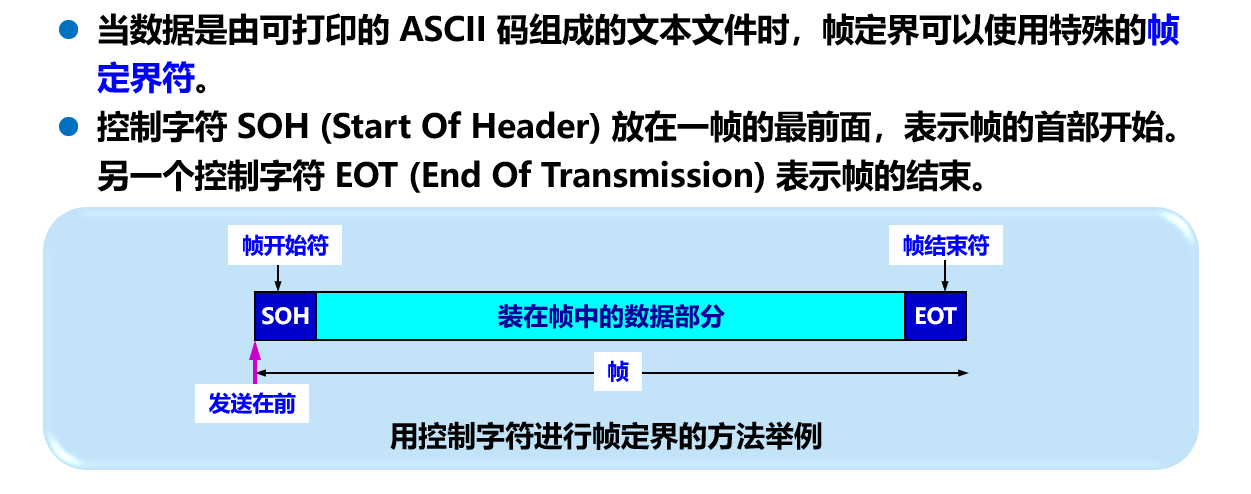 当数据是由可打印的 ASCII 码组成的文本文件时，帧定界可以使用特殊的帧
定界符。
控制字符 SOH (Start Of Header) 放在一帧的最前面，表示帧的首部开始。
另一个控制字符 EOT (End Of Transmission) 表示帧的结束。
帧开始符
帧结束符
SOH
装在帧中的数据部分
EOT
帧
发送在前
用控制字符进行帧定界的方法举例